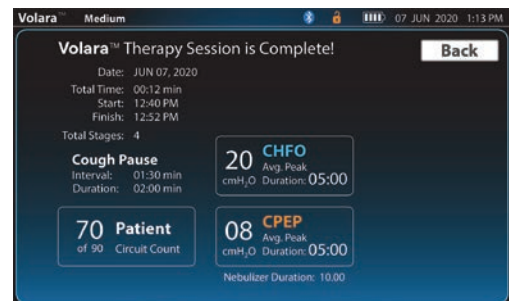 Volara™ Medium 07 JUN 2020 1:13 PM
Volara™ Therapy Session is Complete!
Back
Date: JUN 07, 2020
Total Time: 00:12 min
Start: 12:40 PM
Finish: 12:52 PM
Total Stages: 4
Cough Pause
Interval: 01:30 min
Duration: 02:00 min
20 CHFO
Avg. Peak
cmH₂O Duration: 05:00
70 Patient
of 90 Circuit Count
08 CPEP
Avg. Peak
cmH₂O Duration: 05:00
Nebulizer Duration: 10.00